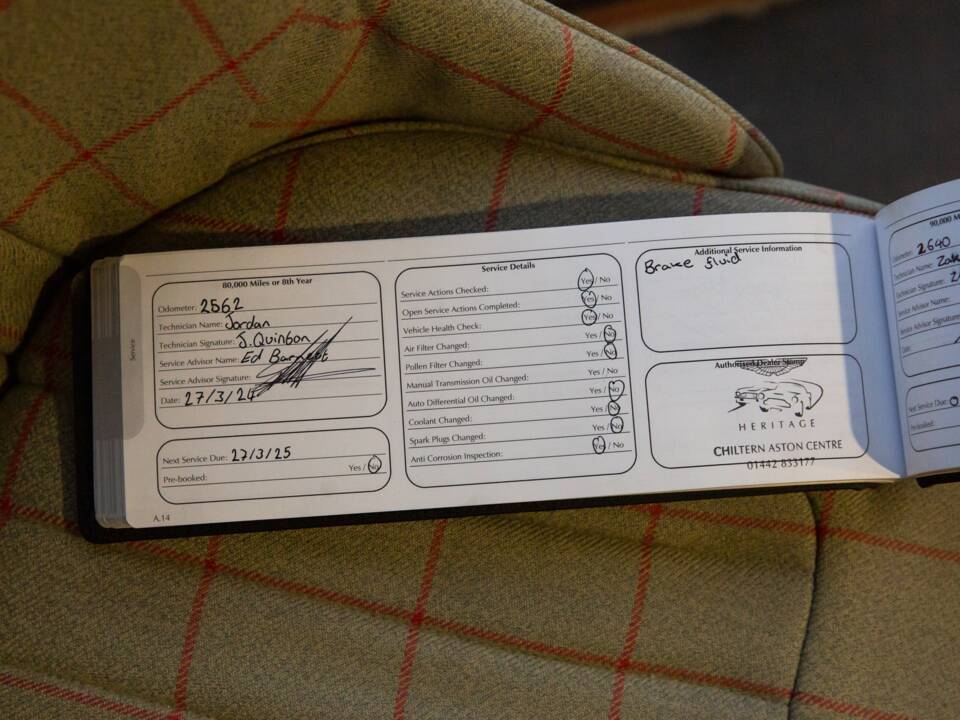 Service
80,000 Miles or 8th Year
Odometer: 2562
Technician Name: Jordan
Technician Signature: J. Quinbon
Service Advisor Name: Ed Barnett
Service Advisor Signature:
Date: 27/3/24
Next Service Due: 27/3/25
Pre-booked: Yes / No
A.14
Service Details
Service Actions Checked: Yes / No
Open Service Actions Completed: Yes / No
Vehicle Health Check: Yes / No
Air Filter Changed: Yes / No
Pollen Filter Changed: Yes / No
Manual Transmission Oil Changed: Yes / No
Auto Differential Oil Changed: Yes / No
Coolant Changed: Yes / No
Spark Plugs Changed: Yes / No
Anti Corrosion Inspection: Yes / No
Additional Service Information
Brake fluid
Authorised Dealer Stamp
HERITAGE
CHILTERN ASTON CENTRE
01442 833177
90,000
Odometer: 2640
Technician Name:
Technician Signature:
Service Advisor Name:
Service Advisor Signature
Date:
Next Service Due:
Pre-booked: